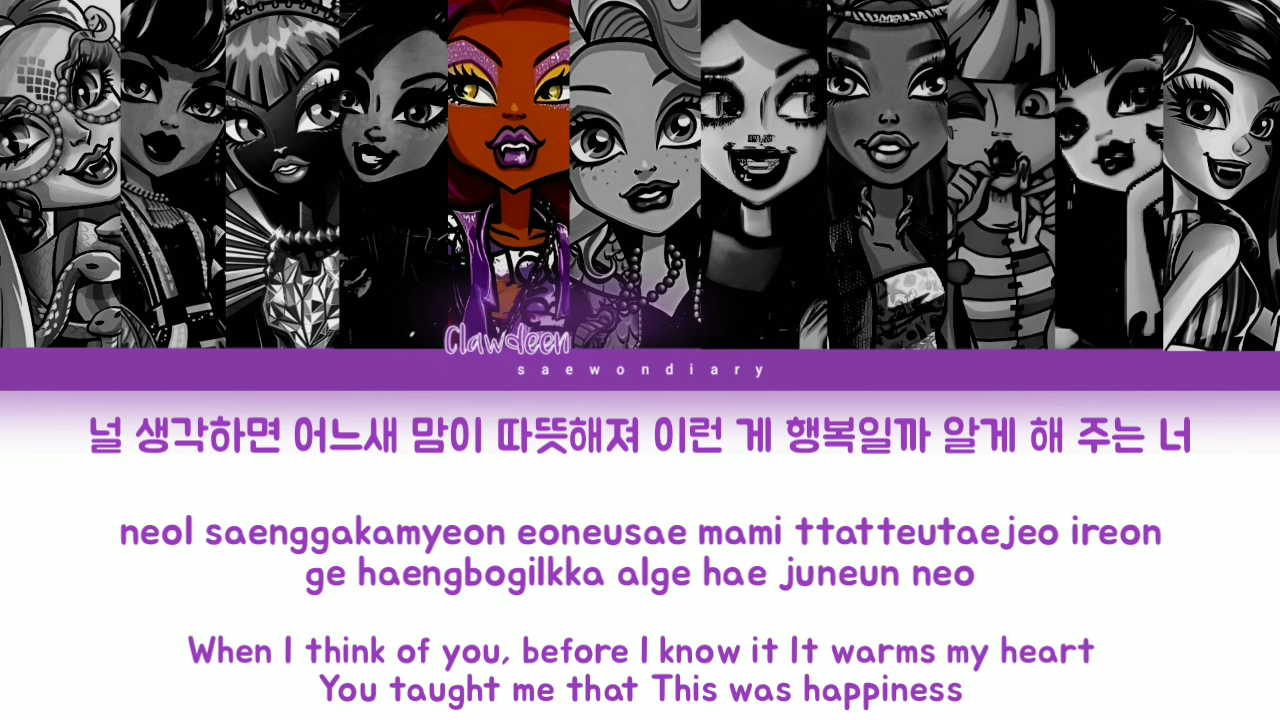 Clawdeen
saewondiary
널 생각하면 어느새 맘이 따뜻해져 이런 게 행복일까 알게 해 주는 너
neol saenggakamyeon eoneusae mami ttatteutaejeo ireon
ge haengbogilkka alge hae juneun neo
When I think of you, before I know it It warms my heart
You taught me that This was happiness